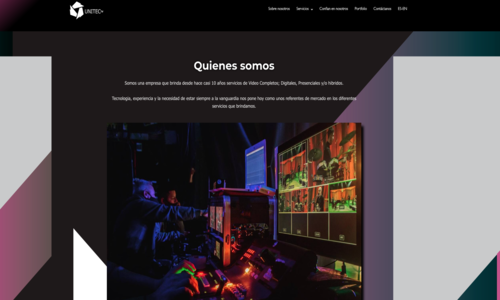 UNITEC+
Sobre nosotros Servicios Confían en nosotros Portfolio Contáctanos ES-EN
Quienes somos
Somos una empresa que brinda desde hace casi 10 años servicios de Video Completos; Digitales, Presenciales y/o híbridos.
Tecnología, experiencia y la necesidad de estar siempre a la vanguardia nos pone hoy como unos referentes de mercado en los diferentes
servicios que brindamos.